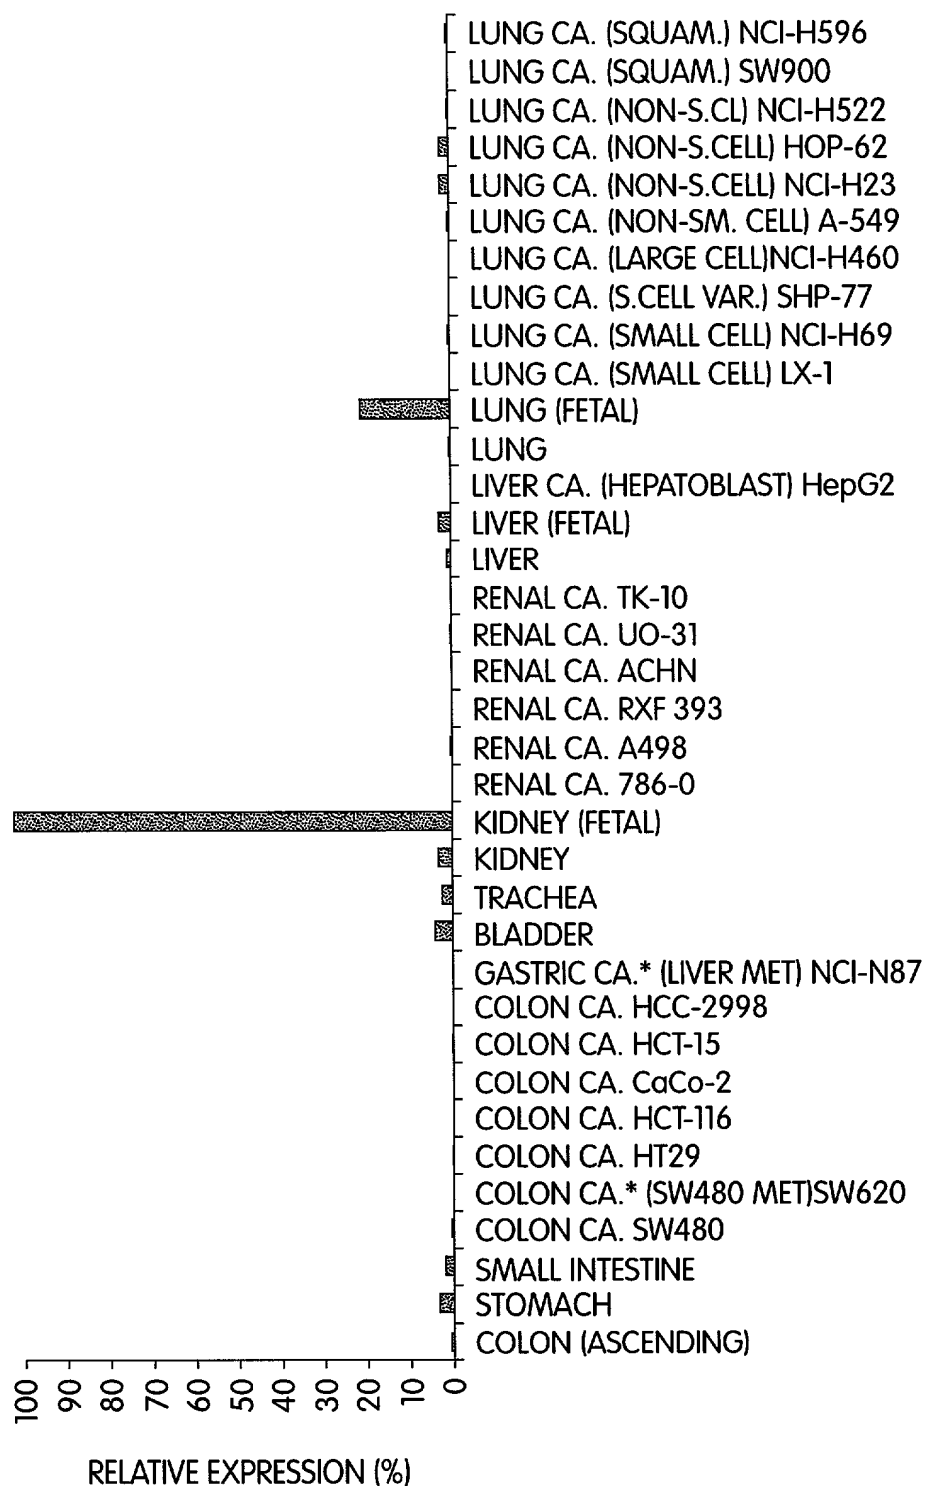 LUNG CA. (SQUAM.) NCI-H596
LUNG CA. (SQUAM.) SW900
LUNG CA. (NON-S.CL) NCI-H522
LUNG CA. (NON-S.CELL) HOP-62
LUNG CA. (NON-S.CELL) NCI-H23
LUNG CA. (NON-SM. CELL) A-549
LUNG CA. (LARGE CELL)NCI-H460
LUNG CA. (S.CELL VAR.) SHP-77
LUNG CA. (SMALL CELL) NCI-H69
LUNG CA. (SMALL CELL) LX-1
LUNG (FETAL)
LUNG
LIVER CA. (HEPATOBLAST) HepG2
LIVER (FETAL)
LIVER
RENAL CA. TK-10
RENAL CA. UO-31
RENAL CA. ACHN
RENAL CA. RXF 393
RENAL CA. A498
RENAL CA. 786-0
KIDNEY (FETAL)
KIDNEY
TRACHEA
BLADDER
GASTRIC CA.* (LIVER MET) NCI-N87
COLON CA. HCC-2998
COLON CA. HCT-15
COLON CA. CaCo-2
COLON CA. HCT-116
COLON CA. HT29
COLON CA.* (SW480 MET)SW620
COLON CA. SW480
SMALL INTESTINE
STOMACH
COLON (ASCENDING)
100 90 80 70 60 50 40 30 20 10 0
RELATIVE EXPRESSION (%)